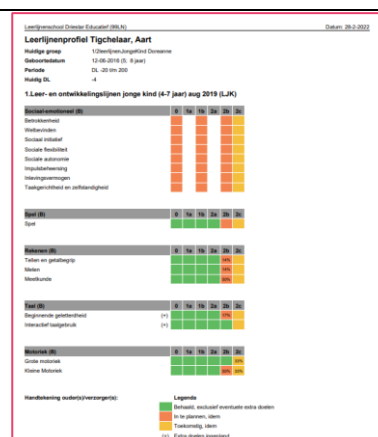 Leerlijnenschool Driestar Educatief (99LN) Datum: 28-2-2022
Leerlijnenprofiel Tigchelaar, Aart
Huidige groep 1/2leerlijnenJongeKind Doreanne
Geboortedatum 12-06-2016 (5; 8 jaar)
Periode DL -20 t/m 200
Huidig DL -4
1.Leer- en ontwikkelingslijnen jonge kind (4-7 jaar) aug 2019 (LJK)
Sociaal-emotioneel (B) 0 1a 1b 2a 2b 2c
Betrokkenheid
Welbevinden
Sociaal initiatief
Sociale flexibiliteit
Sociale autonomie
Impulsbeheersing
Inlevingsvermogen
Taakgerichtheid en zelfstandigheid
Spel (B) 0 1a 1b 2a 2b 2c
Spel
Rekenen (B) 0 1a 1b 2a 2b 2c
Tellen en getalbegrip
Meten
Meetkunde
Taal (B) 0 1a 1b 2a 2b 2c
Beginnende geletterdheid (+)
Interactief taalgebruik (+)
Motoriek (B) 0 1a 1b 2a 2b 2c
Grote motoriek
Kleine Motoriek
Handtekening ouder(s)/verzorger(s): Legenda
Behaald, exclusief eventuele extra doelen
In te plannen, idem
Toekomstig, idem
(+) Extra doelen ingepland